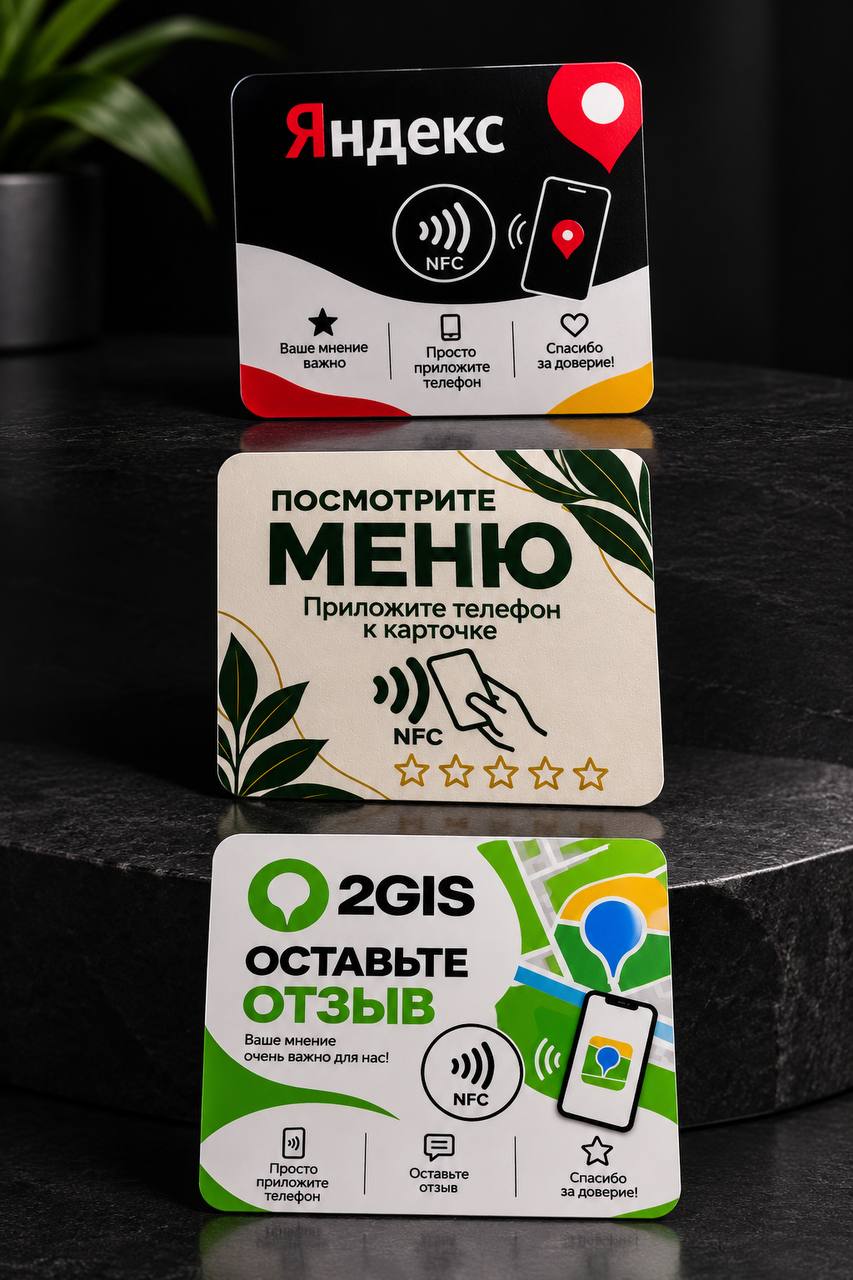 Яндекс
NFC
Ваше мнение
важно
Просто
приложите
телефон
Спасибо
за доверие!
ПОСМОТРИТЕ
МЕНЮ
Приложите телефон
к карточке
NFC
2GIS
ОСТАВЬТЕ
ОТЗЫВ
Ваше мнение
очень важно для нас!
NFC
Просто
приложите
телефон
Оставьте
отзыв
Спасибо
за доверие!